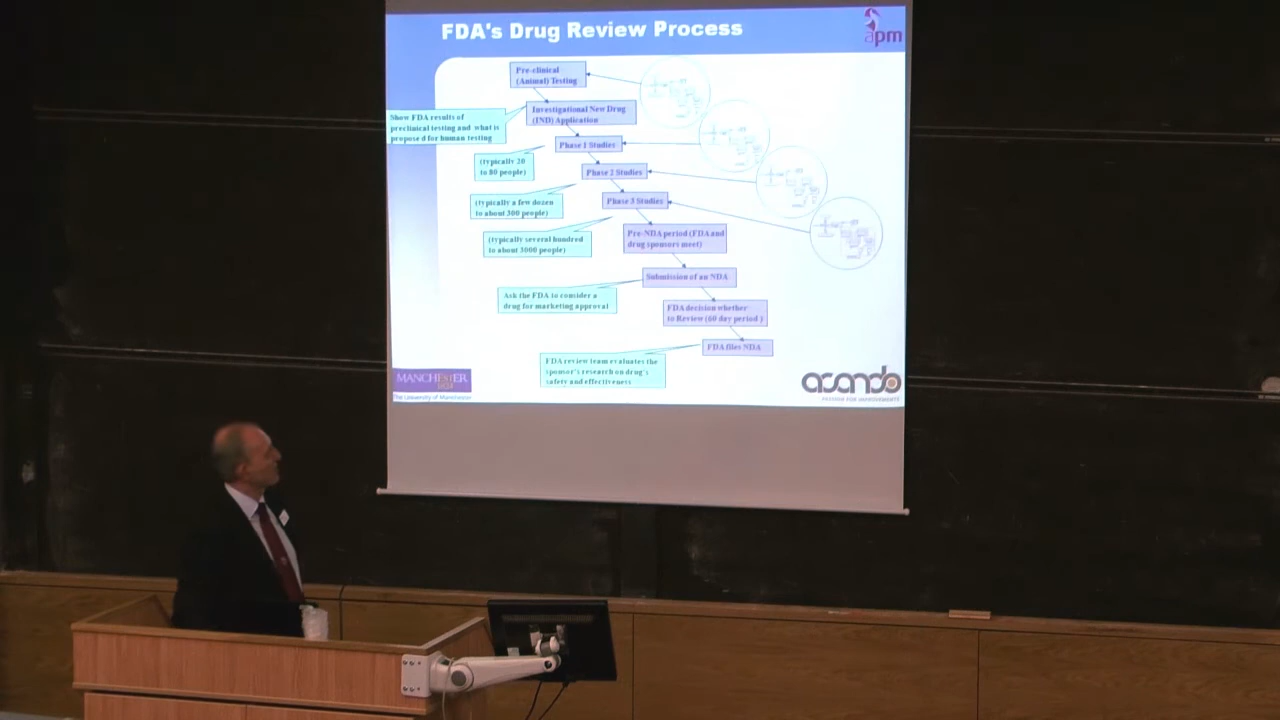 FDA's Drug Review Process
apm
Pre-clinical
(Animal) Testing
Investigational New Drug
(IND) Application
Show FDA results of
preclinical testing and what is
proposed for human testing
Phase 1 Studies
(typically 20
to 80 people)
Phase 2 Studies
(typically a few dozen
to about 300 people)
Phase 3 Studies
(typically several hundred
to about 3000 people)
Pre-NDA period (FDA and
drug sponsors meet)
Submission of an NDA
Ask the FDA to consider a
drug for marketing approval
FDA decision whether
to Review (60 day period )
FDA files NDA
FDA review team evaluates the
sponsor's research on drug's
safety and effectiveness
MANCHESTER
1824
The University of Manchester
asando
PASSION FOR IMPROVEMENTS